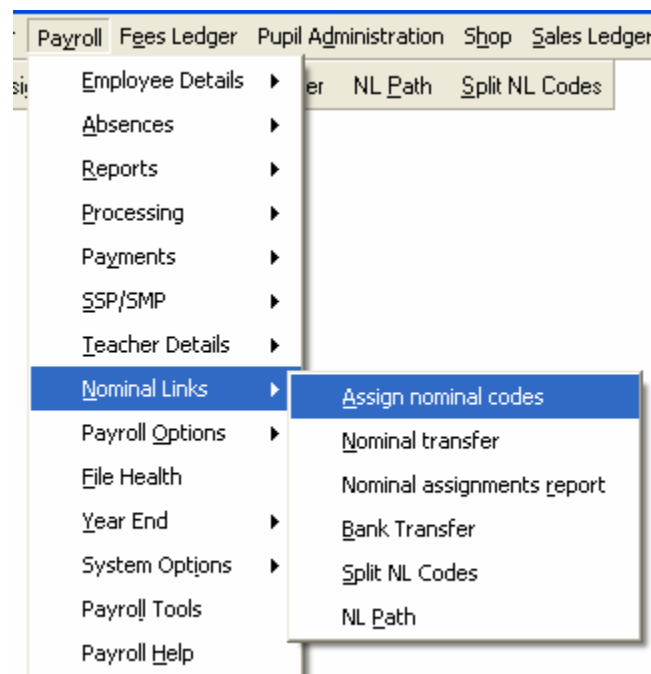 Payroll Fees Ledger Pupil Administration Shop Sales Ledger
er NL Path Split NL Codes
Employee Details
Absences
Reports
Processing
Payments
SSP/SMP
Teacher Details
Nominal Links
Payroll Options
File Health
Year End
System Options
Payroll Tools
Payroll Help
Assign nominal codes
Nominal transfer
Nominal assignments report
Bank Transfer
Split NL Codes
NL Path